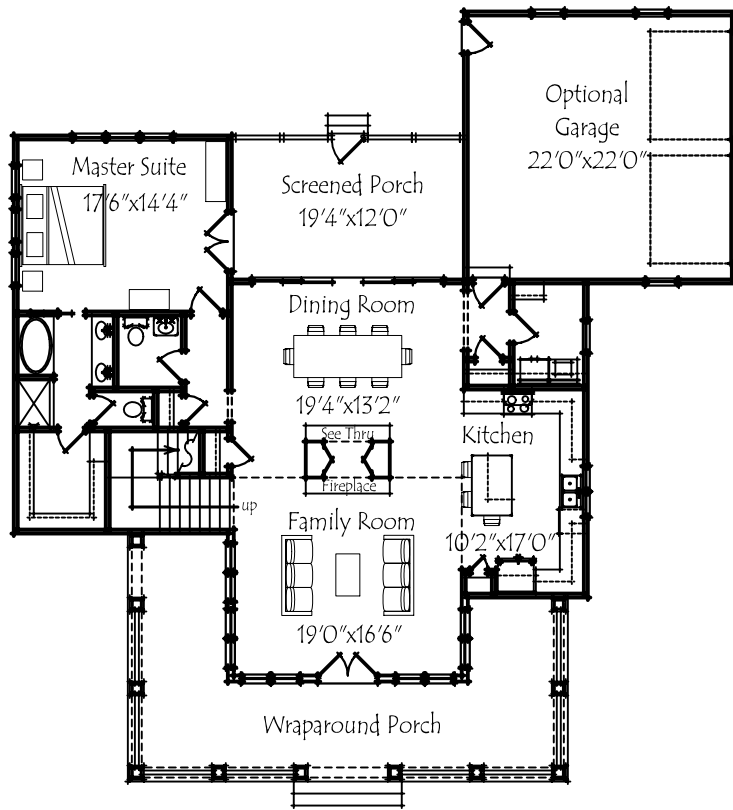 Optional
Garage
22'0"x22'0"
Master Suite
17'6"x14'4"
Screened Porch
19'4"x12'0"
Dining Room
19'4"x13'2"
See Thru
Fireplace
Kitchen
10'2"x17'0"
up
Family Room
19'0"x16'6"
Wraparound Porch